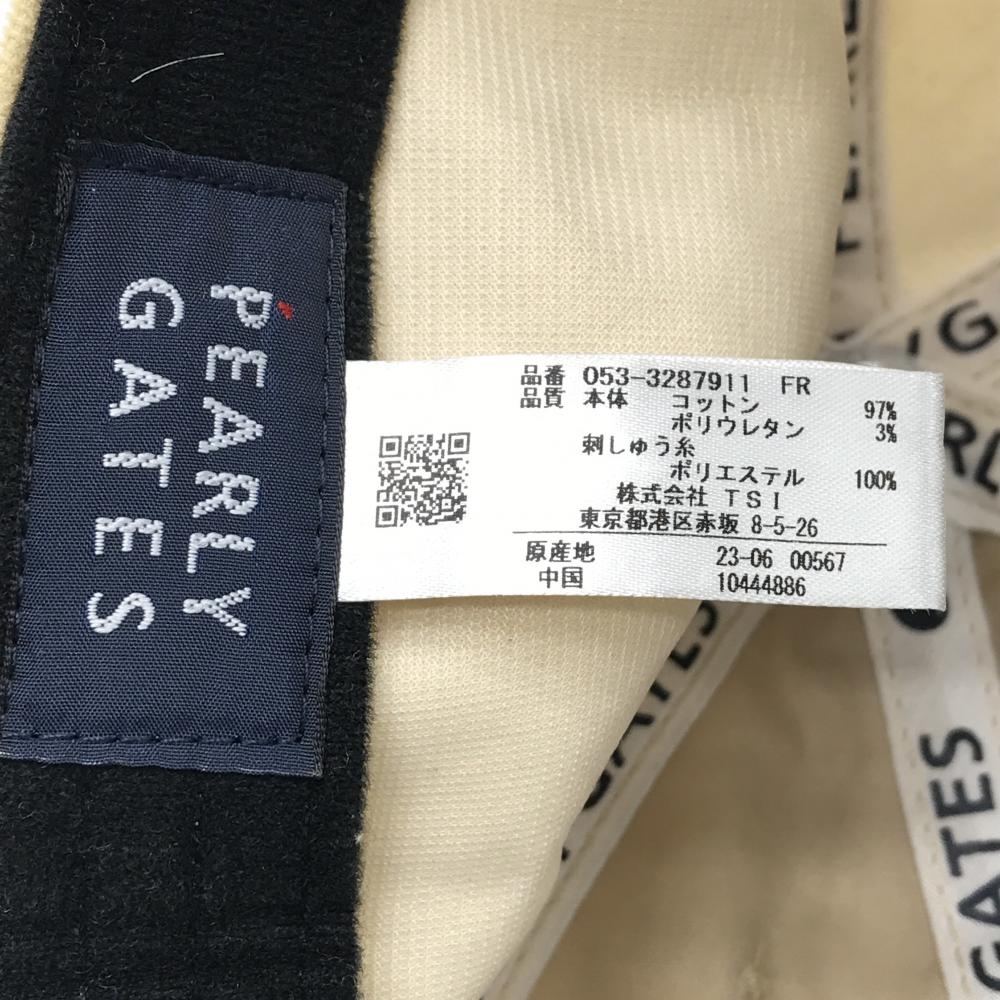 PEARLY
GATES
品番 053-3287911 FR
品質 本体 コットン 97%
ポリウレタン 3%
刺しゅう糸
ポリエステル 100%
株式会社 TSI
東京都港区赤坂 8-5-26
原産地 23-06 00567
中国 10444886
GATES
GATES